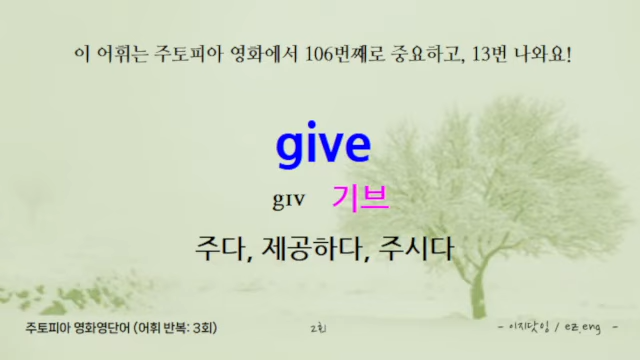 이 어휘는 주토피아 영화에서 106번째로 중요하고, 13번 나와요!
give
gɪv 기브
주다, 제공하다, 주시다
주토피아 영화영단어 (어휘 반복: 3회) 2회 - 이지닷잉 / ez.eng -